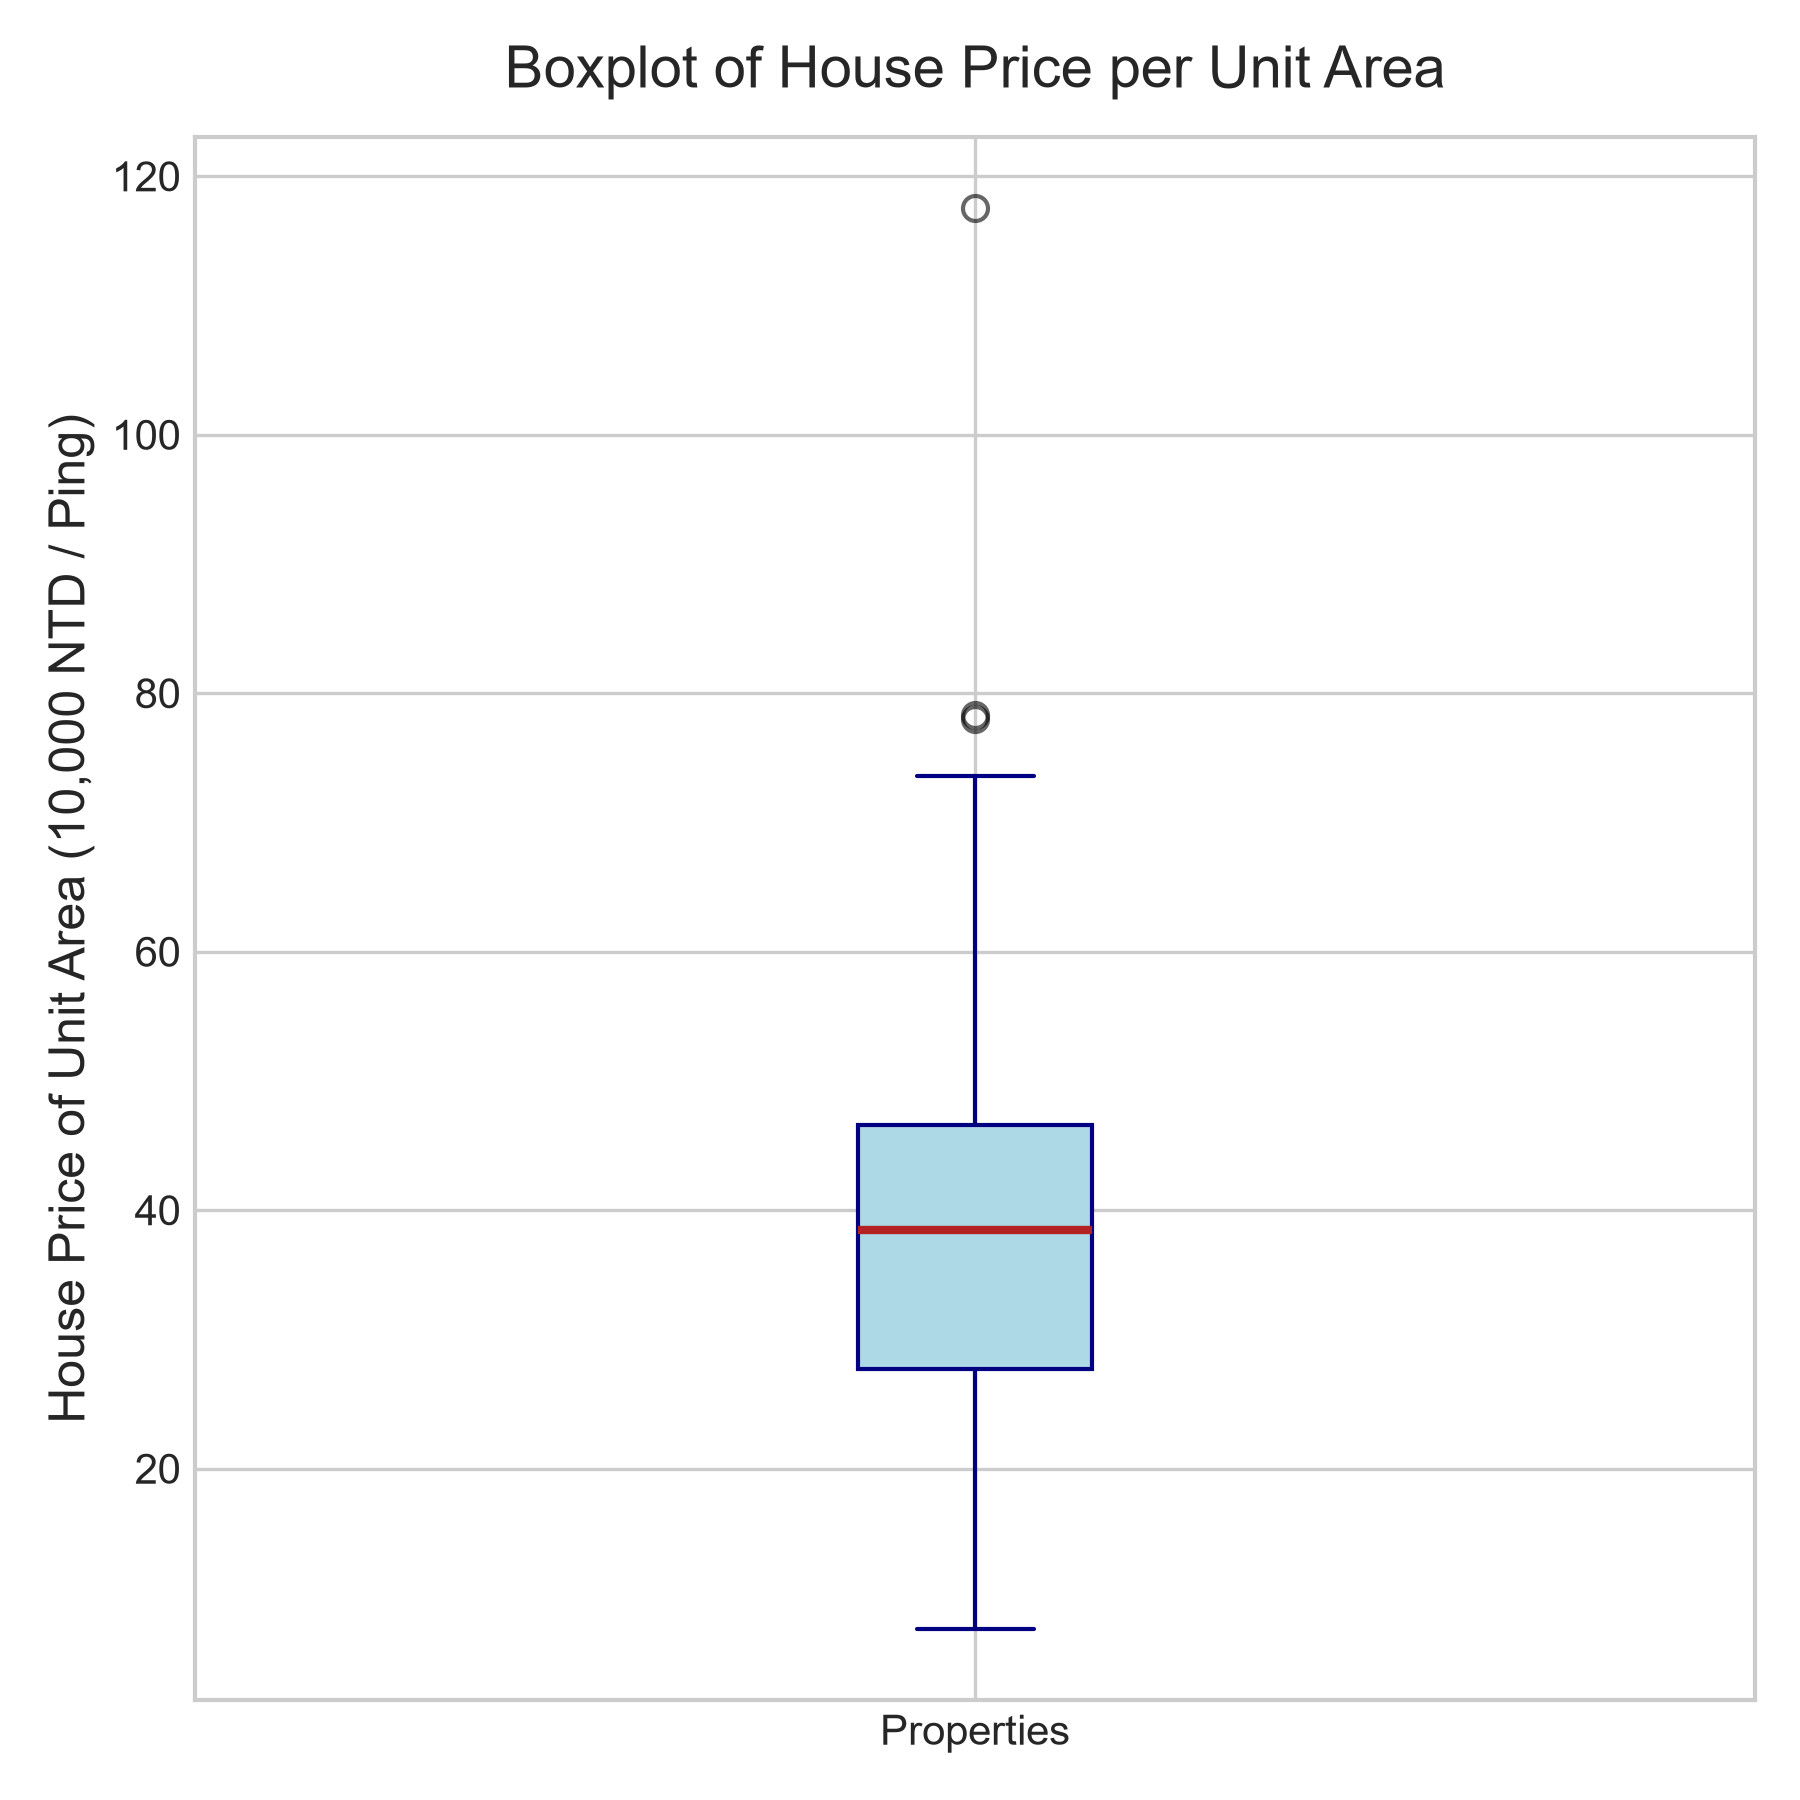 Boxplot of House Price per Unit Area
House Price of Unit Area (10,000 NTD / Ping)
120
100
80
60
40
20
Properties